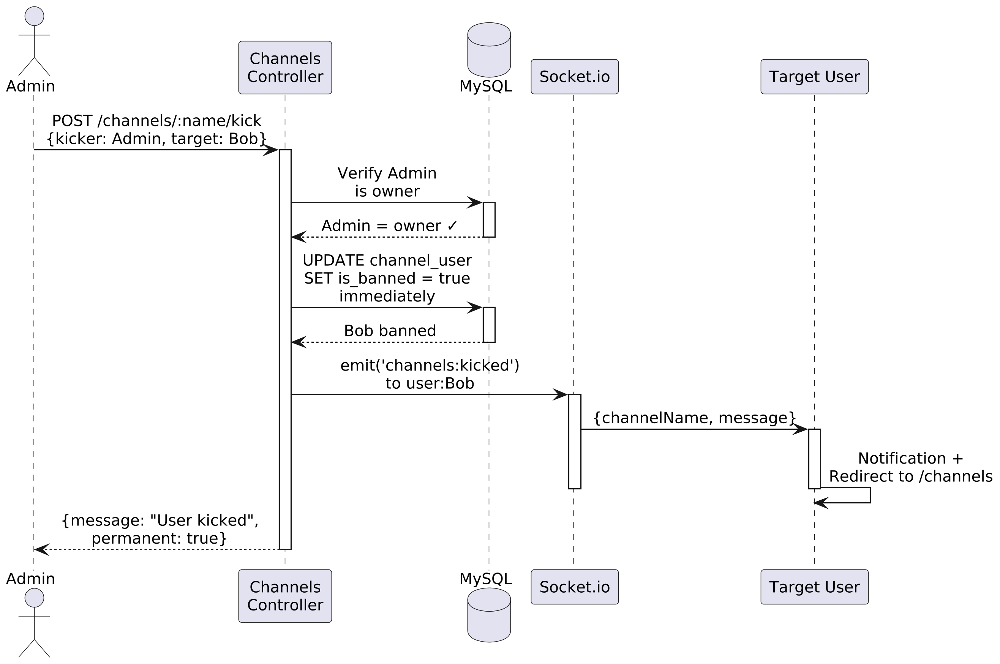 Admin
Channels
Controller
MySQL
Socket.io
Target User
POST /channels/:name/kick
{kicker: Admin, target: Bob}
Verify Admin
is owner
Admin = owner ✓
UPDATE channel_user
SET is_banned = true
immediately
Bob banned
emit('channels:kicked')
to user:Bob
{channelName, message}
Notification +
Redirect to /channels
{message: "User kicked",
permanent: true}
Admin
Channels
Controller
MySQL
Socket.io
Target User